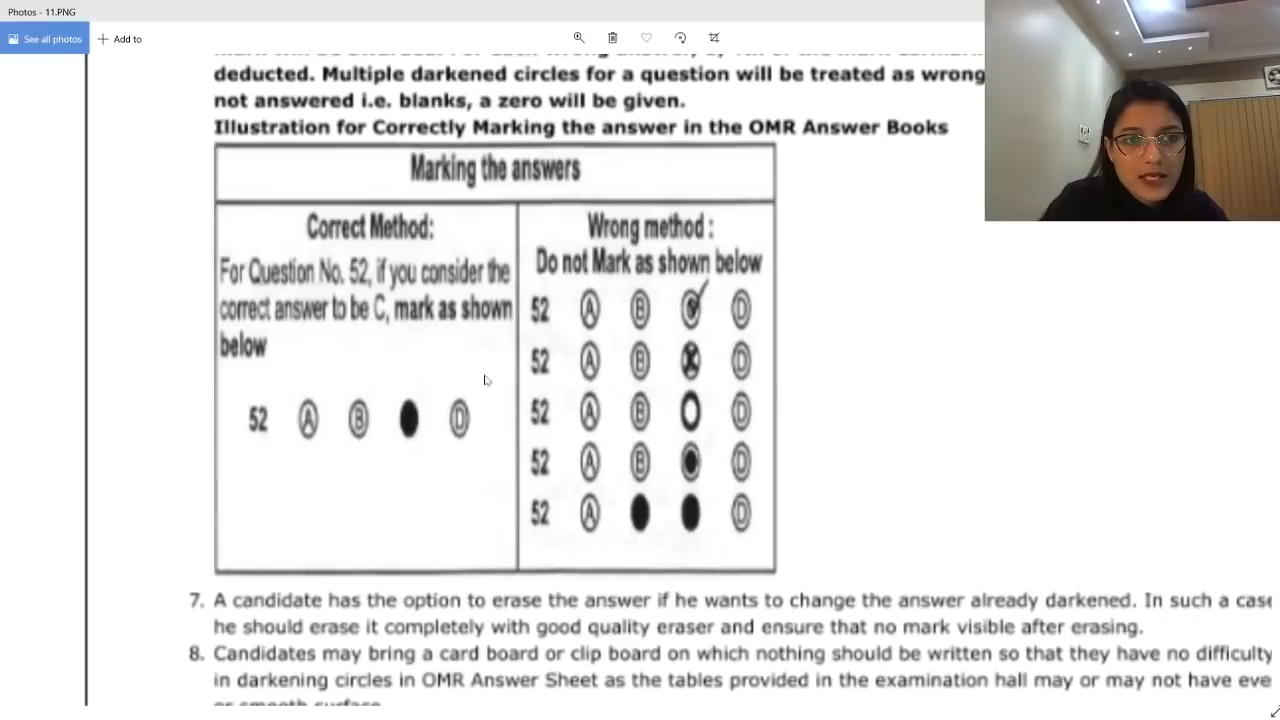 Photos - 11.PNG
See all photos
Add to
deducted. Multiple darkened circles for a question will be treated as wrong
not answered i.e. blanks, a zero will be given.
Illustration for Correctly Marking the answer in the OMR Answer Books
Marking the answers
Correct Method:
For Question No. 52, if you consider the
correct answer to be C, mark as shown
below
52 A B D
Wrong method :
Do not Mark as shown below
52 A B D
52 A B D
52 A B D
52 A B D
52 A D
7. A candidate has the option to erase the answer if he wants to change the answer already darkened. In such a case
he should erase it completely with good quality eraser and ensure that no mark visible after erasing.
8. Candidates may bring a card board or clip board on which nothing should be written so that they have no difficulty
in darkening circles in OMR Answer Sheet as the tables provided in the examination hall may or may not have eve
or smooth surface